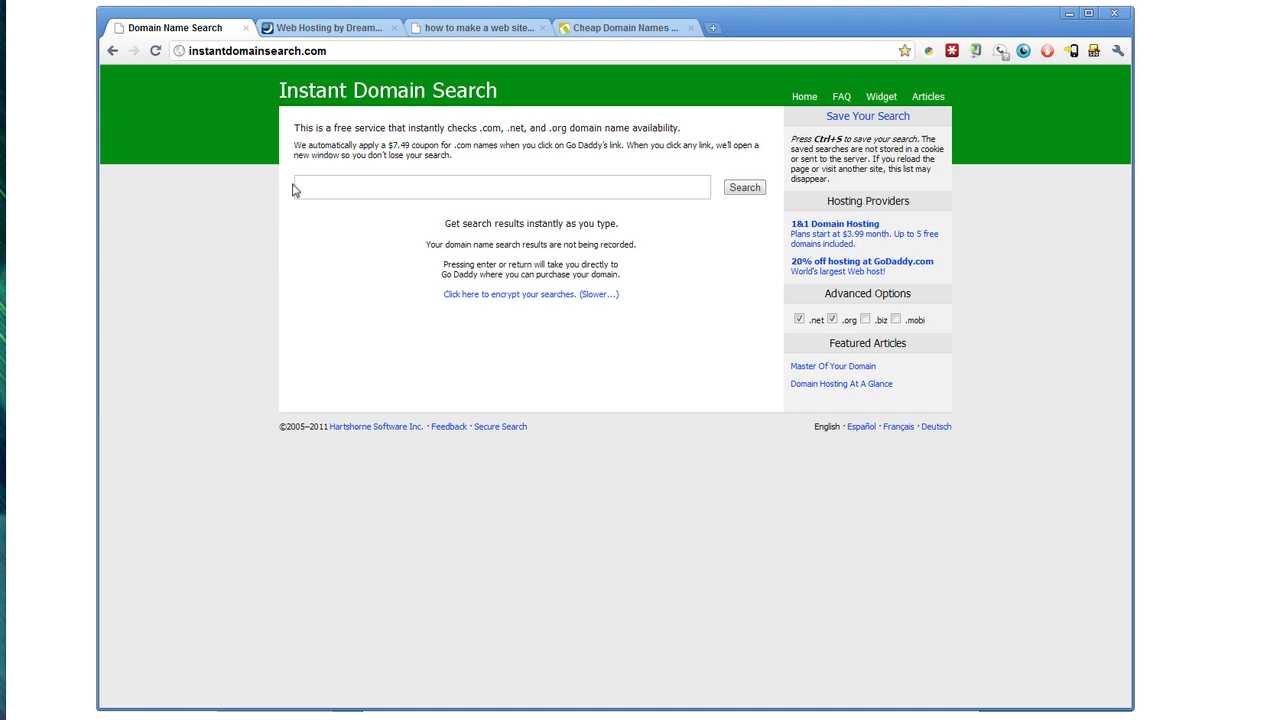 Domain Name Search
Web Hosting by Dream...
how to make a web site...
Cheap Domain Names ...
instantdomainsearch.com
Instant Domain Search
Home FAQ Widget Articles
This is a free service that instantly checks .com, .net, and .org domain name availability.
We automatically apply a $7.49 coupon for .com names when you click on Go Daddy's link. When you click any link, we'll open a
new window so you don't lose your search.
Search
Get search results instantly as you type.
Your domain name search results are not being recorded.
Pressing enter or return will take you directly to
Go Daddy where you can purchase your domain.
Click here to encrypt your searches. (Slower...)
Save Your Search
Press Ctrl+S to save your search. The
saved searches are not stored in a cookie
or sent to the server. If you reload the
page or visit another site, this list may
disappear.
Hosting Providers
1&1 Domain Hosting
Plans start at $3.99 month. Up to 5 free
domains included.
20% off hosting at GoDaddy.com
World's largest Web host!
Advanced Options
.net .org .biz .mobi
Featured Articles
Master Of Your Domain
Domain Hosting At A Glance
©2005–2011 Hartshorne Software Inc. · Feedback · Secure Search
English · Español · Français · Deutsch